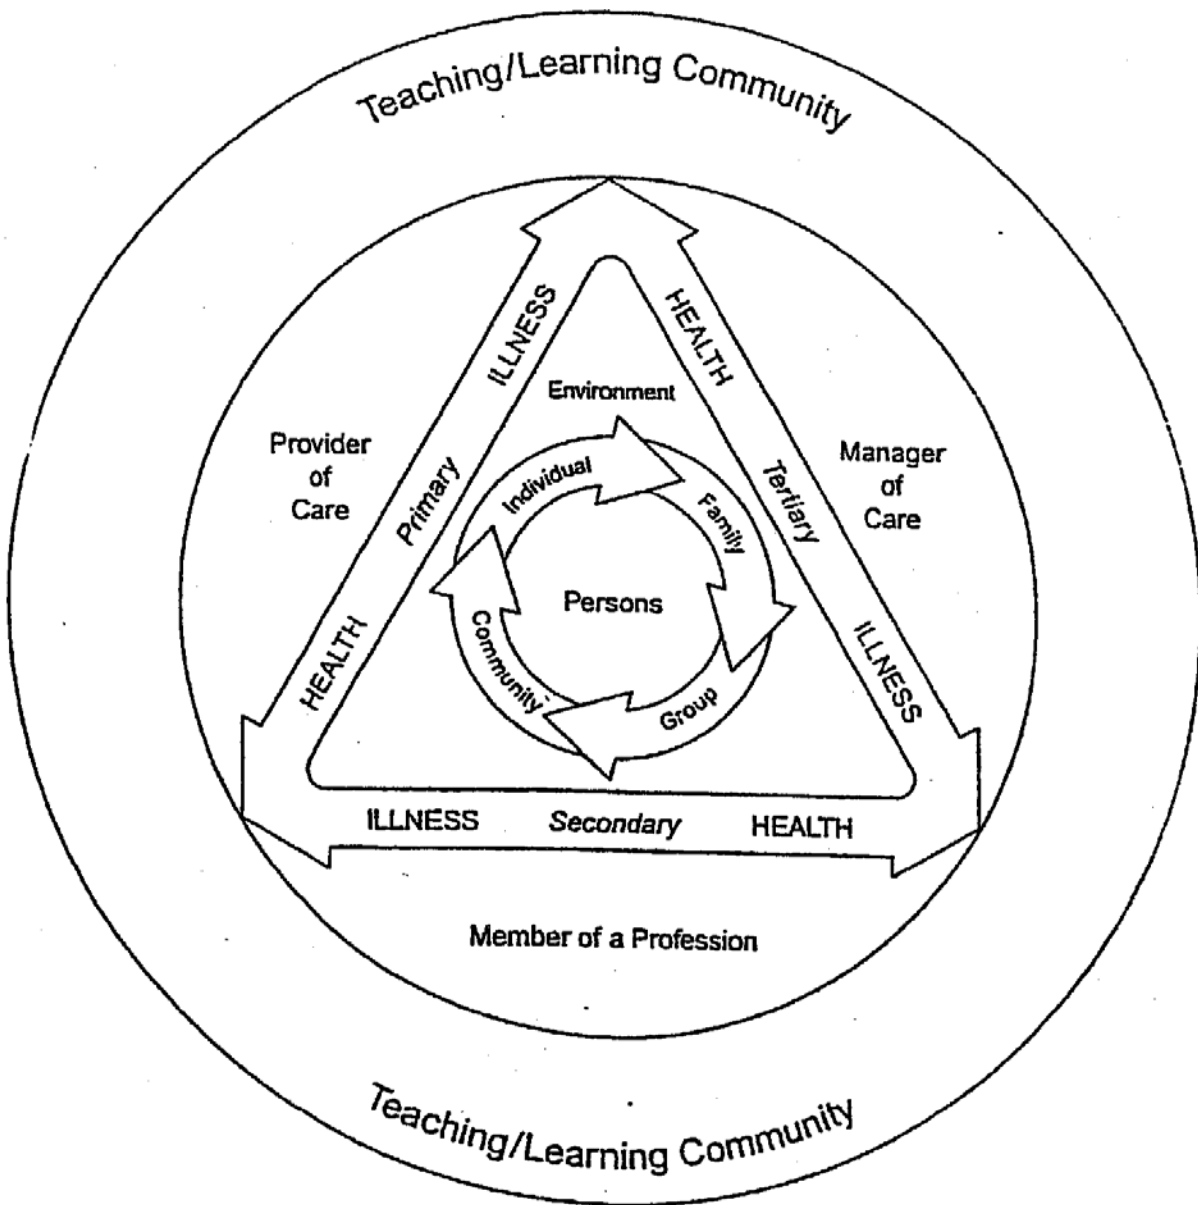 Teaching/Learning Community
ILLNESS
HEALTH
Environment
Provider
of
Care
Primary
Individual
Family
Tertiary
Manager
of
Care
Persons
HEALTH
Community
Group
ILLNESS
ILLNESS
Secondary
HEALTH
Member of a Profession
Teaching/Learning Community